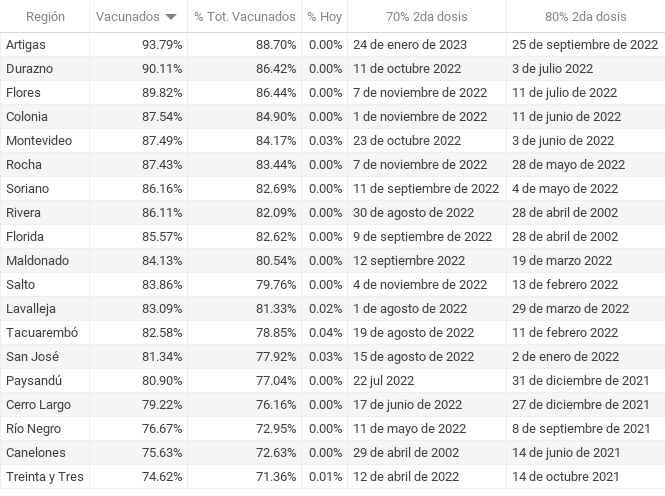 Región Vacunados % Tot. Vacunados % Hoy 70% 2da dosis 80% 2da dosis
Artigas 93.79% 88.70% 0.00% 24 de enero de 2023 25 de septiembre de 2022
Durazno 90.11% 86.42% 0.00% 11 de octubre 2022 3 de julio 2022
Flores 89.82% 86.44% 0.00% 7 de noviembre de 2022 11 de julio de 2022
Colonia 87.54% 84.90% 0.00% 1 de noviembre de 2022 11 de junio de 2022
Montevideo 87.49% 84.17% 0.03% 23 de octubre 2022 3 de junio de 2022
Rocha 87.43% 83.44% 0.00% 7 de noviembre de 2022 28 de mayo de 2022
Soriano 86.16% 82.69% 0.00% 11 de septiembre de 2022 4 de mayo de 2022
Rivera 86.11% 82.09% 0.00% 30 de agosto de 2022 28 de abril de 2002
Florida 85.57% 82.62% 0.00% 9 de septiembre de 2022 28 de abril de 2002
Maldonado 84.13% 80.54% 0.00% 12 septiembre 2022 19 de marzo 2022
Salto 83.86% 79.76% 0.00% 4 de noviembre de 2022 13 de febrero 2022
Lavalleja 83.09% 81.33% 0.02% 1 de agosto de 2022 29 de marzo de 2022
Tacuarembó 82.58% 78.85% 0.04% 19 de agosto de 2022 11 de febrero 2022
San José 81.34% 77.92% 0.03% 15 de agosto de 2022 2 de enero de 2022
Paysandú 80.90% 77.04% 0.00% 22 jul 2022 31 de diciembre de 2021
Cerro Largo 79.22% 76.16% 0.00% 17 de junio de 2022 27 de diciembre de 2021
Río Negro 76.67% 72.95% 0.00% 11 de mayo de 2022 8 de septiembre de 2021
Canelones 75.63% 72.63% 0.00% 29 de abril de 2002 14 de junio de 2021
Treinta y Tres 74.62% 71.36% 0.01% 12 de abril de 2022 14 de octubre 2021